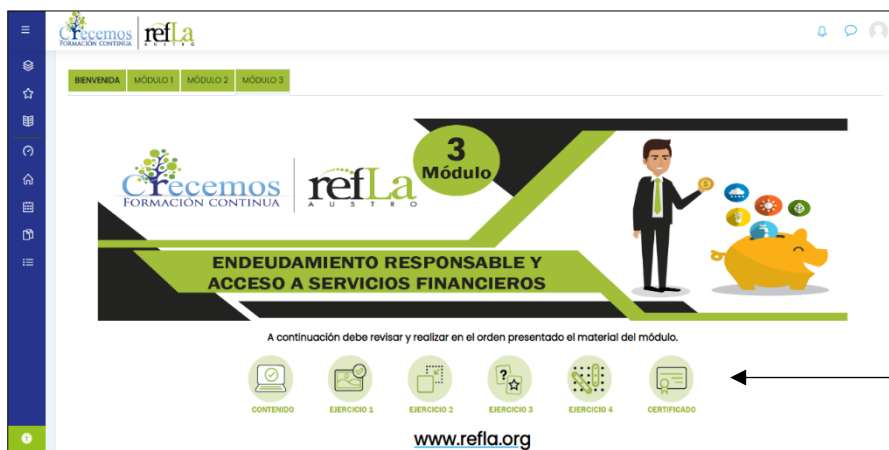 Crecemos
FORMACIÓN CONTINUA
refLa
AUSTRO
BIENVENIDA MÓDULO 1 MÓDULO 2 MÓDULO 3
Crecemos
FORMACIÓN CONTINUA
refLa
AUSTRO
3
Módulo
ENDEUDAMIENTO RESPONSABLE Y
ACCESO A SERVICIOS FINANCIEROS
A continuación debe revisar y realizar en el orden presentado el material del módulo.
CONTENIDO EJERCICIO 1 EJERCICIO 2 EJERCICIO 3 EJERCICIO 4 CERTIFICADO
www.refla.org